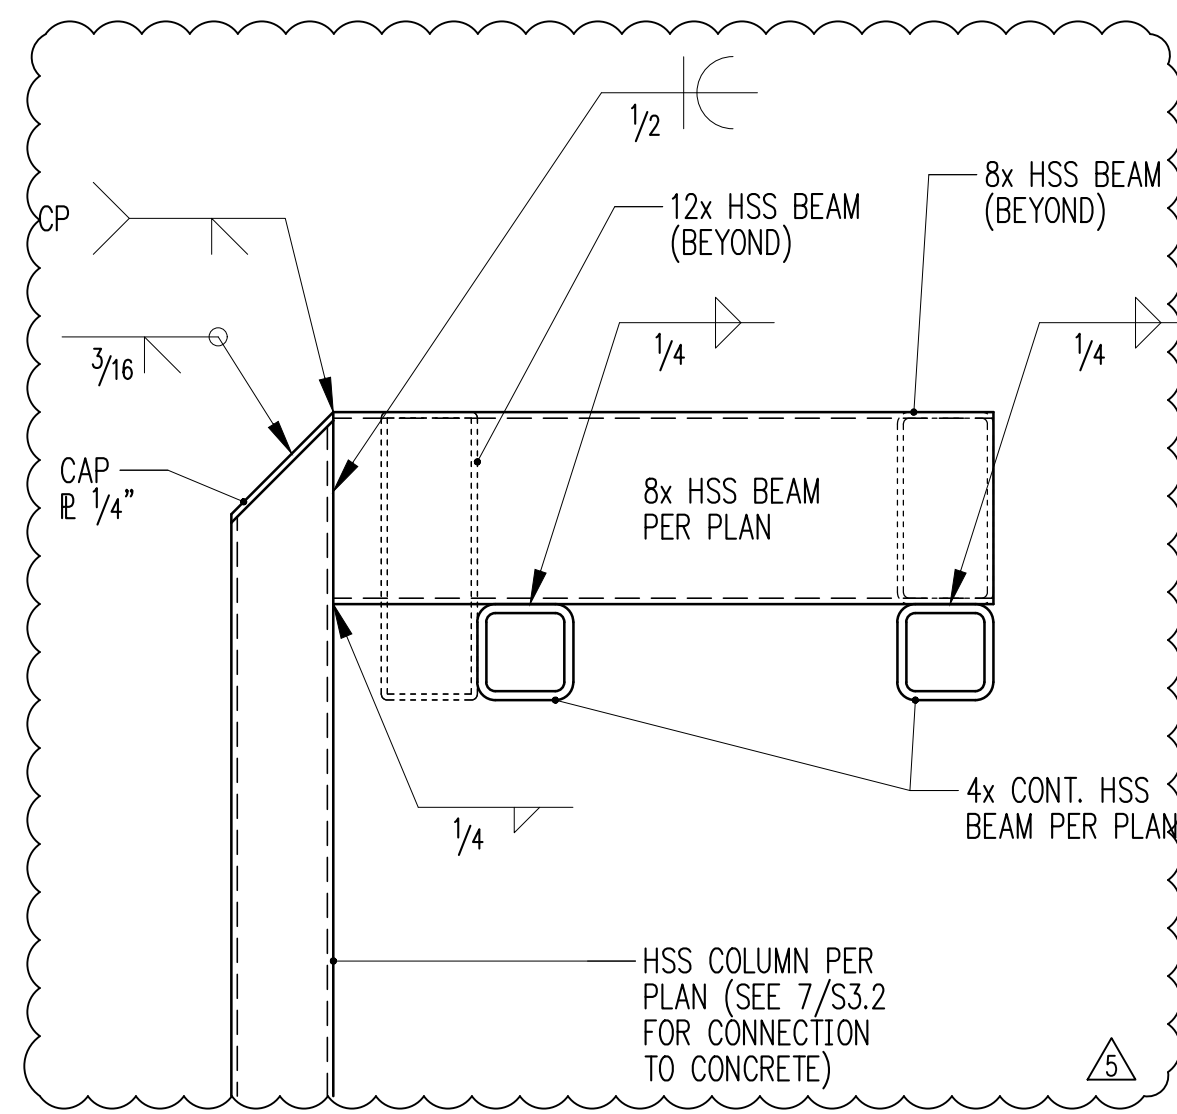 1/2
8x HSS BEAM
(BEYOND)
12x HSS BEAM
(BEYOND)
CP
1/4
1/4
3/16
CAP
℄ 1/4”
8x HSS BEAM
PER PLAN
4x CONT. HSS
BEAM PER PLAN
1/4
HSS COLUMN PER
PLAN (SEE 7/S3.2
FOR CONNECTION
TO CONCRETE)
5